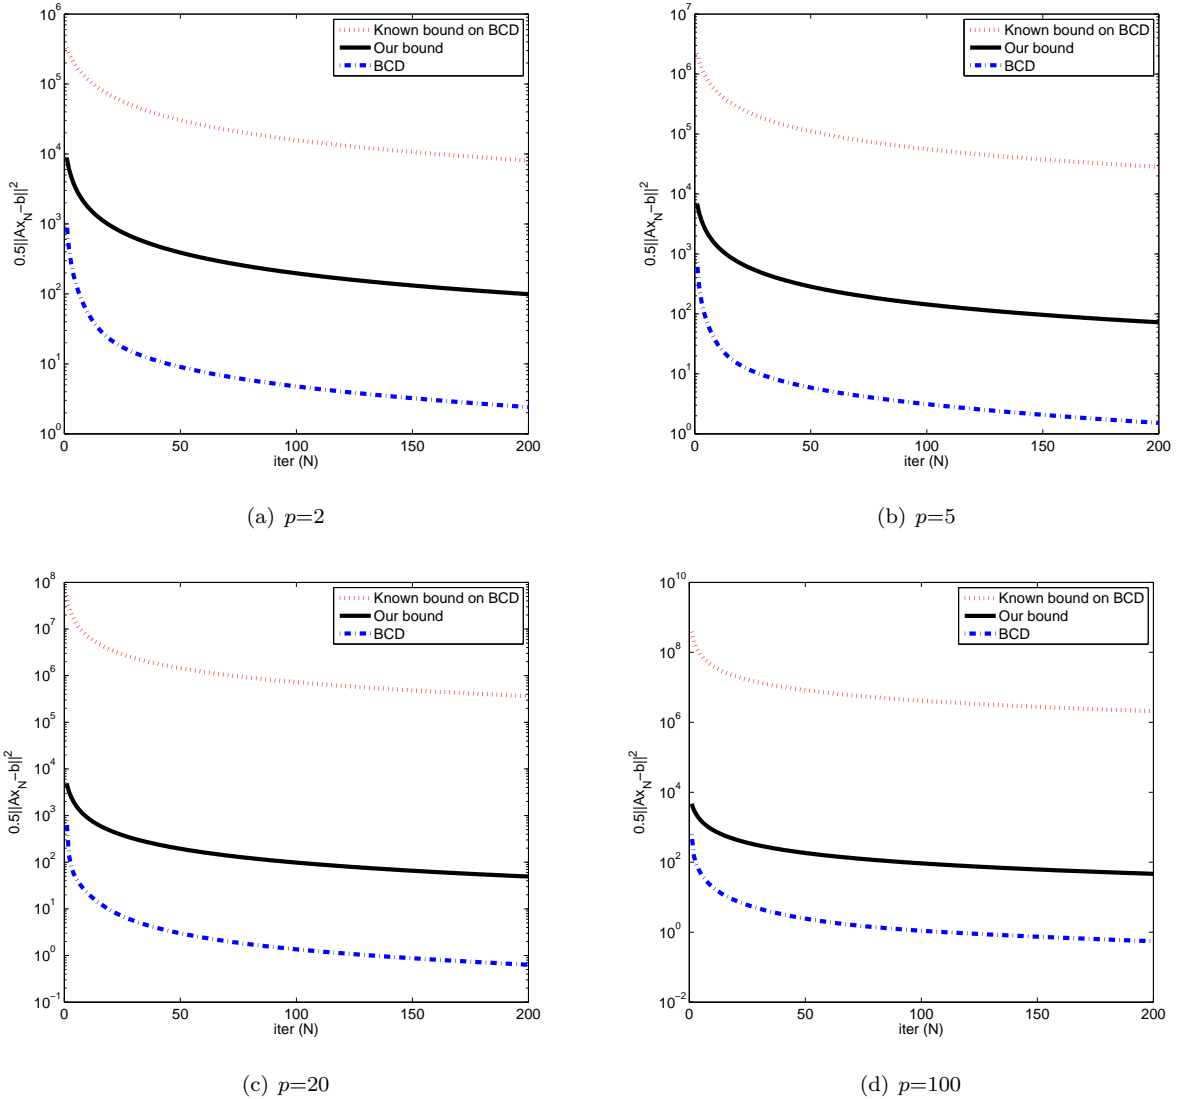 10^6
10^5
10^4
10^3
10^2
10^1
10^0
0.5||Ax_N−b||^2
0 50 100 150 200
iter (N)
Known bound on BCD
Our bound
BCD
(a) p=2
10^7
10^6
10^5
10^4
10^3
10^2
10^1
10^0
0.5||Ax_N−b||^2
0 50 100 150 200
iter (N)
Known bound on BCD
Our bound
BCD
(b) p=5
10^8
10^7
10^6
10^5
10^4
10^3
10^2
10^1
10^0
10^−1
0.5||Ax_N−b||^2
0 50 100 150 200
iter (N)
Known bound on BCD
Our bound
BCD
(c) p=20
10^10
10^8
10^6
10^4
10^2
10^0
10^−2
0.5||Ax_N−b||^2
0 50 100 150 200
iter (N)
Known bound on BCD
Our bound
BCD
(d) p=100